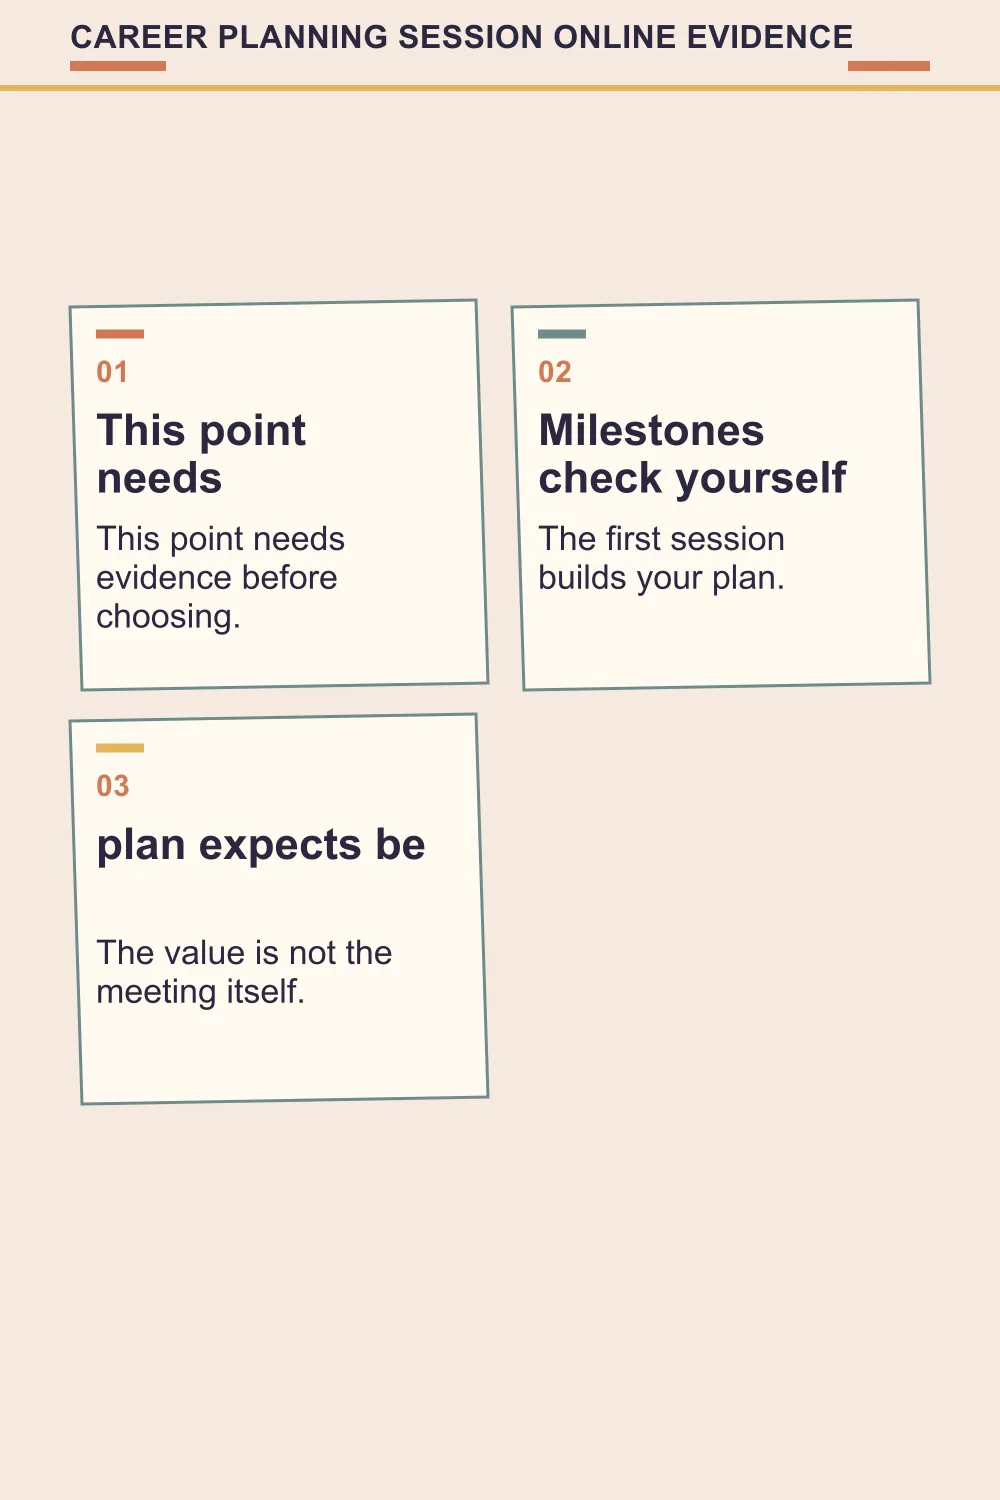 CAREER PLANNING SESSION ONLINE EVIDENCE
01
This point
needs
This point needs
evidence before
choosing.
02
Milestones
check yourself
The first session
builds your plan.
03
plan expects be
The value is not the
meeting itself.